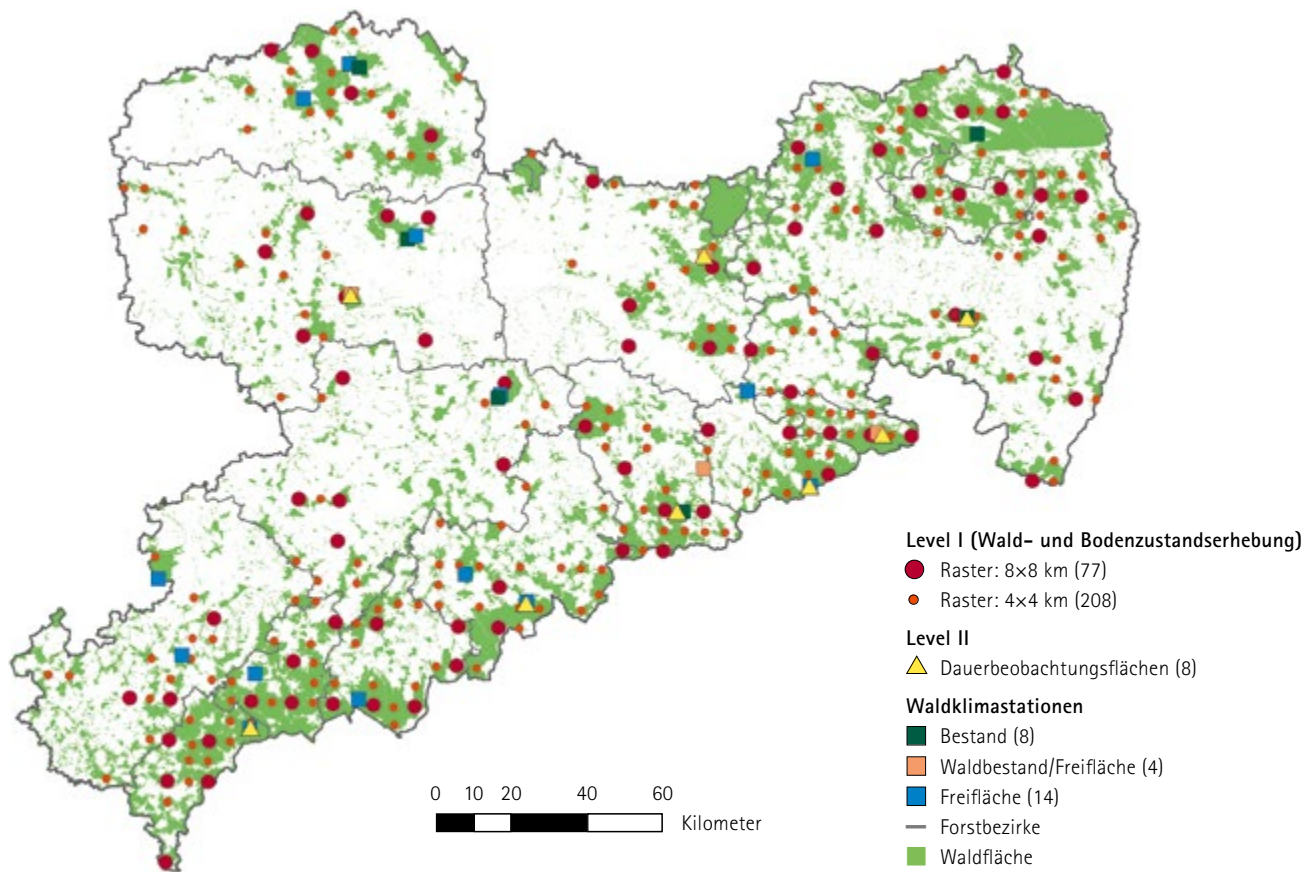 Level I (Wald- und Bodenzustandserhebung)
Raster: 8×8 km (77)
Raster: 4×4 km (208)
Level II
Dauerbeobachtungsflächen (8)
Waldklimastationen
Bestand (8)
Waldbestand/Freifläche (4)
Freifläche (14)
Forstbezirke
Waldfläche
0 10 20 40 60
Kilometer